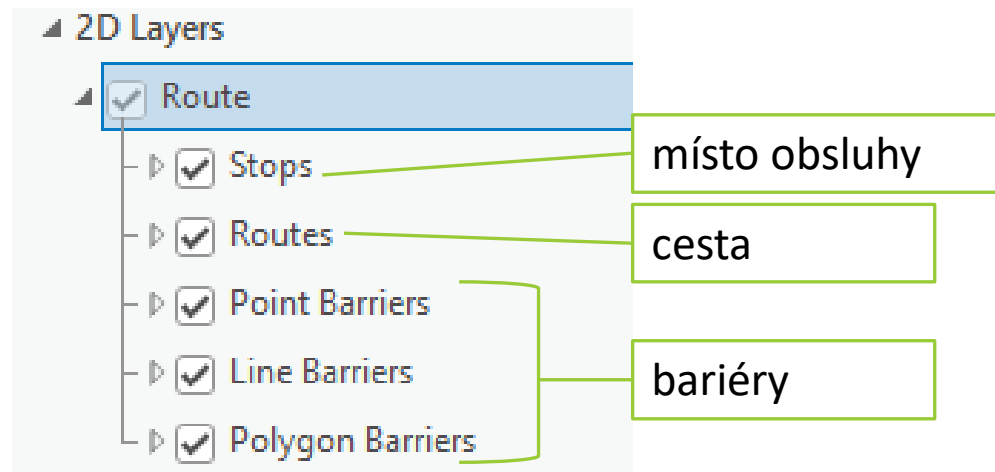 2D Layers
Route
Stops
místo obsluhy
Routes
cesta
Point Barriers
Line Barriers
bariéry
Polygon Barriers